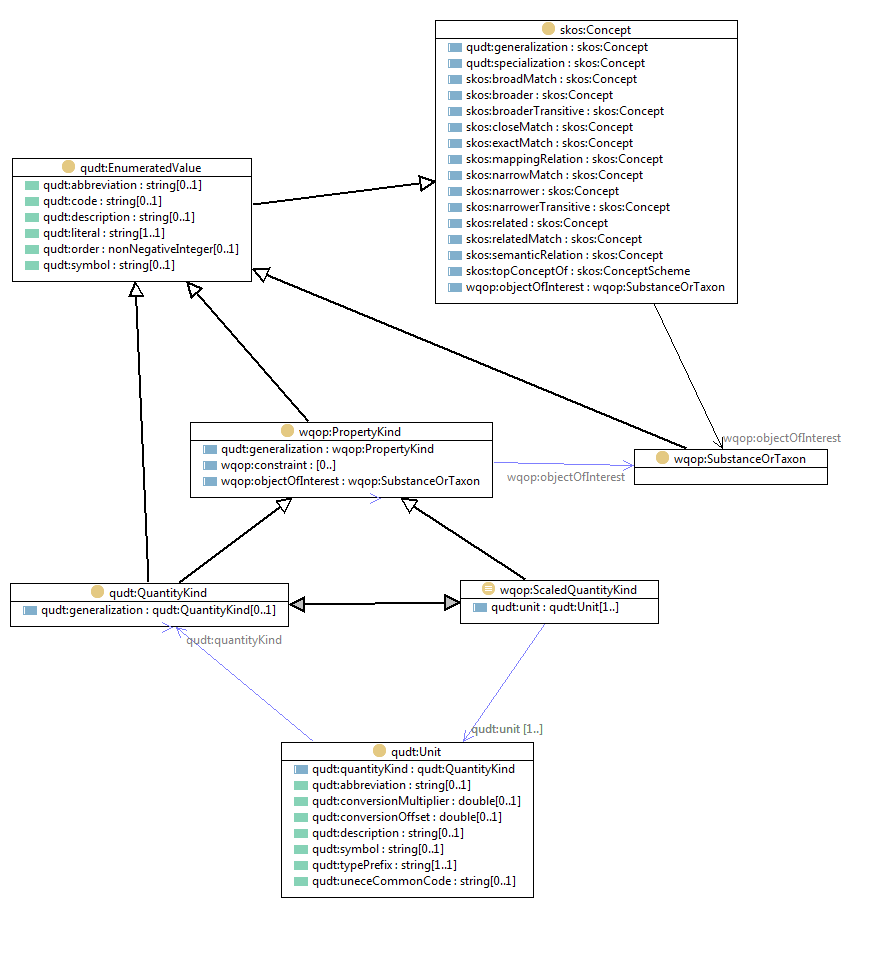 skos:Concept
qudt:generalization : skos:Concept
qudt:specialization : skos:Concept
skos:broadMatch : skos:Concept
skos:broader : skos:Concept
skos:broaderTransitive : skos:Concept
skos:closeMatch : skos:Concept
skos:exactMatch : skos:Concept
skos:mappingRelation : skos:Concept
skos:narrowMatch : skos:Concept
skos:narrower : skos:Concept
skos:narrowerTransitive : skos:Concept
skos:related : skos:Concept
skos:relatedMatch : skos:Concept
skos:semanticRelation : skos:Concept
skos:topConceptOf : skos:ConceptScheme
wqop:objectOfInterest : wqop:SubstanceOrTaxon
qudt:EnumeratedValue
qudt:abbreviation : string[0..1]
qudt:code : string[0..1]
qudt:description : string[0..1]
qudt:literal : string[1..1]
qudt:order : nonNegativeInteger[0..1]
qudt:symbol : string[0..1]
wqop:PropertyKind
qudt:generalization : wqop:PropertyKind
wqop:constraint : [0..]
wqop:objectOfInterest : wqop:SubstanceOrTaxon
wqop:objectOfInterest
wqop:objectOfInterest
wqop:SubstanceOrTaxon
qudt:QuantityKind
qudt:generalization : qudt:QuantityKind[0..1]
wqop:ScaledQuantityKind
qudt:unit : qudt:Unit[1..]
qudt:quantityKind
qudt:unit [1..]
qudt:Unit
qudt:quantityKind : qudt:QuantityKind
qudt:abbreviation : string[0..1]
qudt:conversionMultiplier : double[0..1]
qudt:conversionOffset : double[0..1]
qudt:description : string[0..1]
qudt:symbol : string[0..1]
qudt:typePrefix : string[1..1]
qudt:uneceCommonCode : string[0..1]